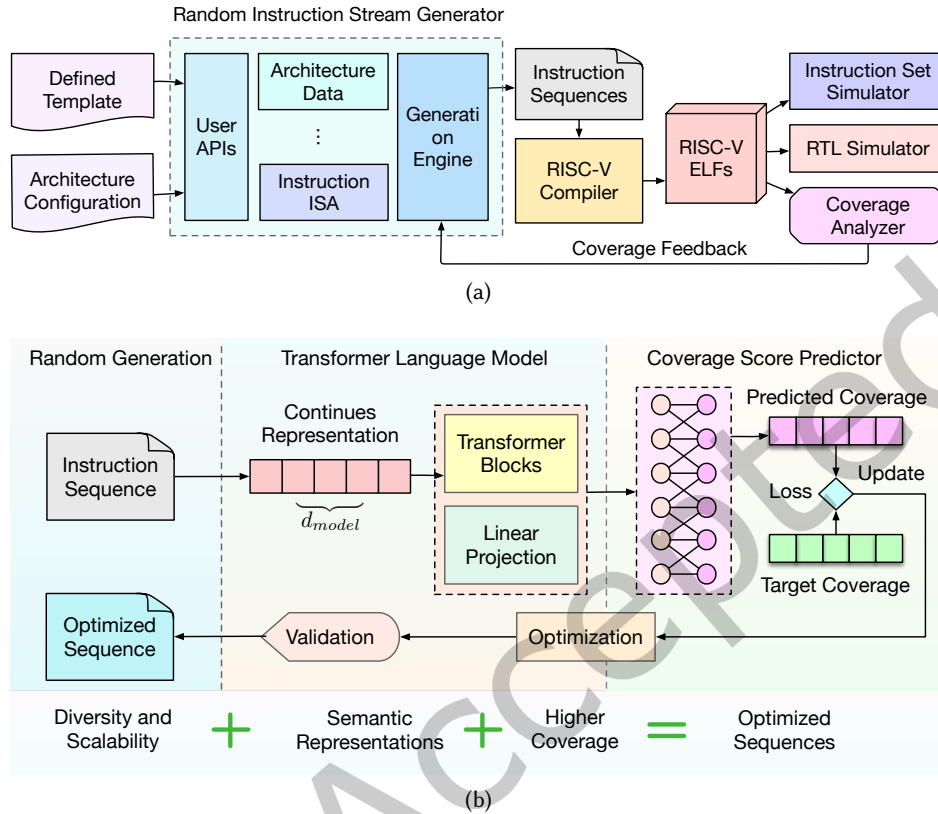 Random Instruction Stream Generator
Defined
Template
Architecture
Configuration
User
APIs
Architecture
Data
⋮
Instruction
ISA
Generati
on
Engine
Instruction
Sequences
RISC-V
Compiler
RISC-V
ELFs
Instruction Set
Simulator
RTL Simulator
Coverage
Analyzer
Coverage Feedback
(a)
Random Generation
Transformer Language Model
Coverage Score Predictor
Instruction
Sequence
Continues
Representation
d_{model}
Transformer
Blocks
Linear
Projection
Predicted Coverage
Loss
Update
Target Coverage
Optimized
Sequence
Validation
Optimization
Diversity and
Scalability
+
Semantic
Representations
+
Higher
Coverage
=
Optimized
Sequences
(b)
Accepted